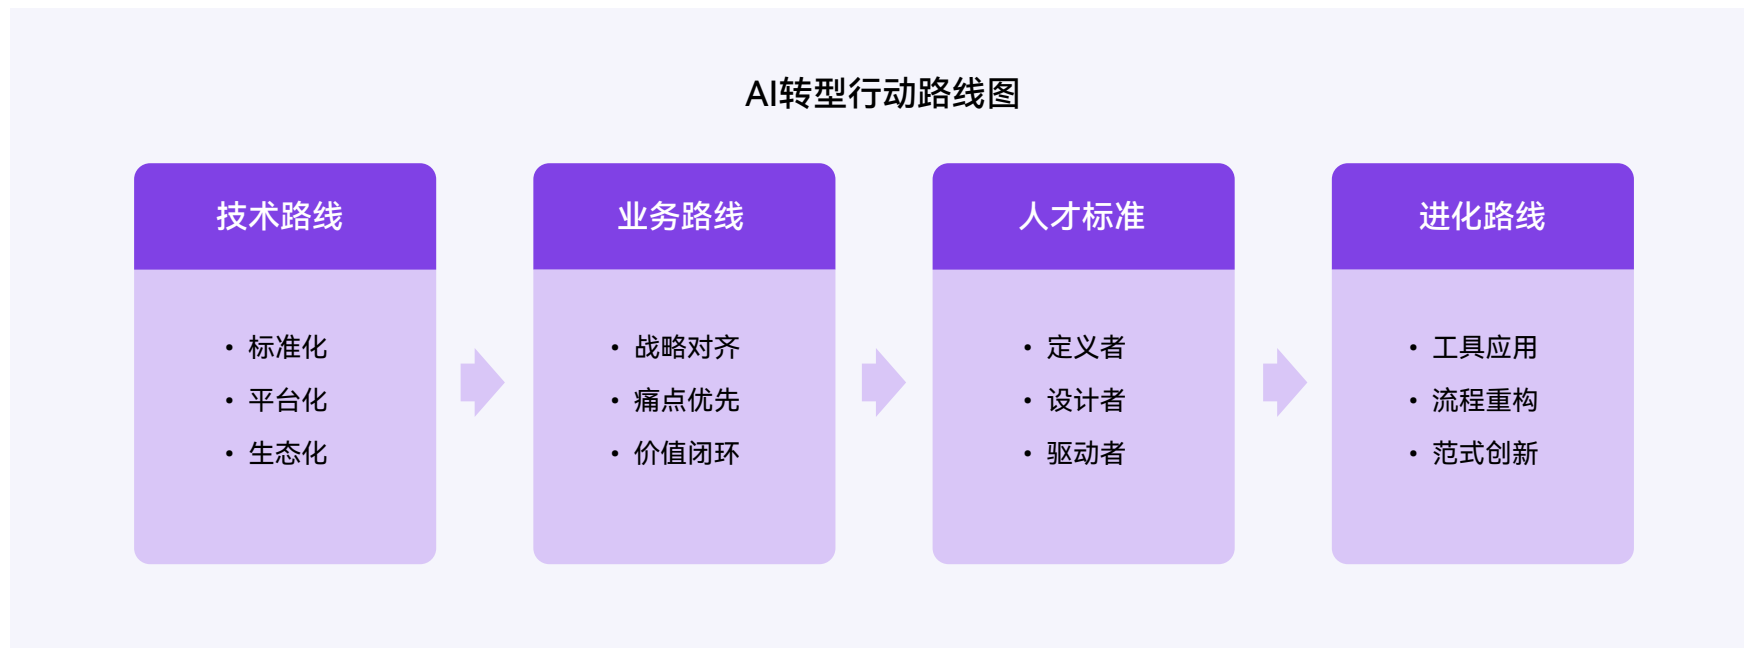 AI转型行动路线图
技术路线
• 标准化
• 平台化
• 生态化
业务路线
• 战略对齐
• 痛点优先
• 价值闭环
人才标准
• 定义者
• 设计者
• 驱动者
进化路线
• 工具应用
• 流程重构
• 范式创新